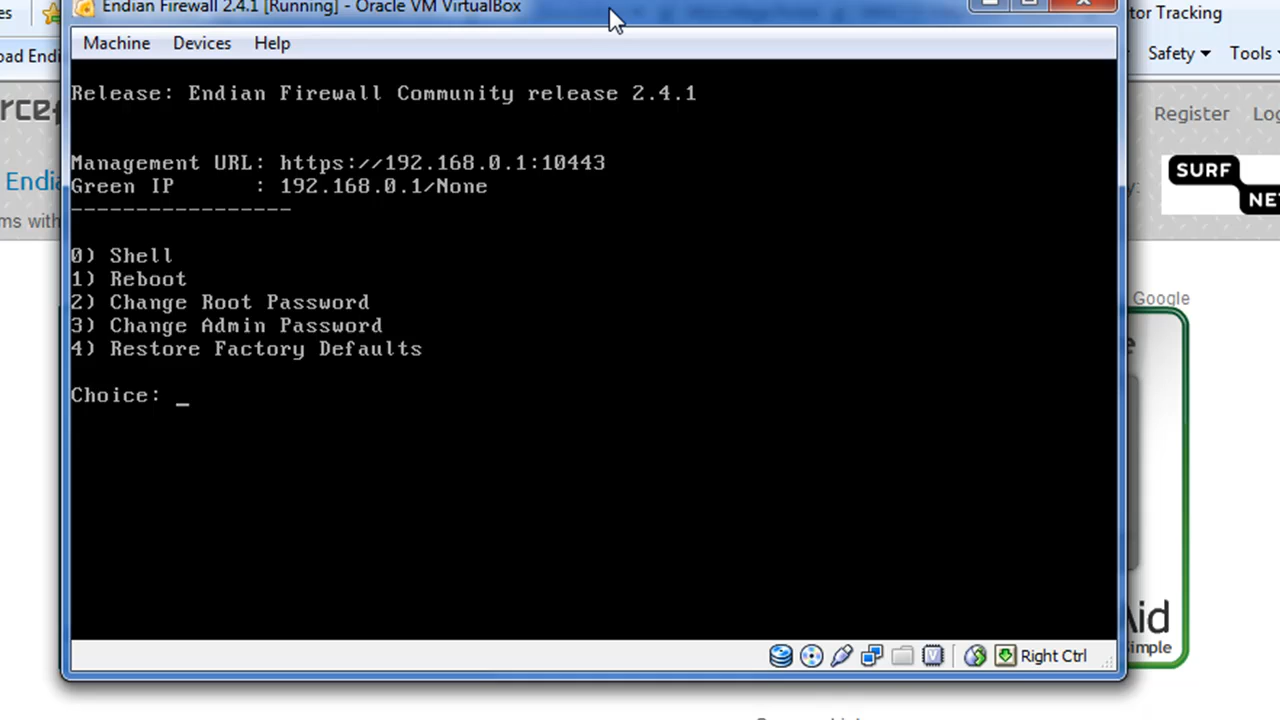 Endian Firewall 2.4.1 [Running] - Oracle VM VirtualBox
tor Tracking
Machine Devices Help
Safety Tools
Release: Endian Firewall Community release 2.4.1
Register
Management URL: https://192.168.0.1:10443
Green IP : 192.168.0.1/None
-----------------
SURF
NE
ms with
0) Shell
1) Reboot
2) Change Root Password
3) Change Admin Password
4) Restore Factory Defaults
Google
Choice: _
Aid
simple
Right Ctrl